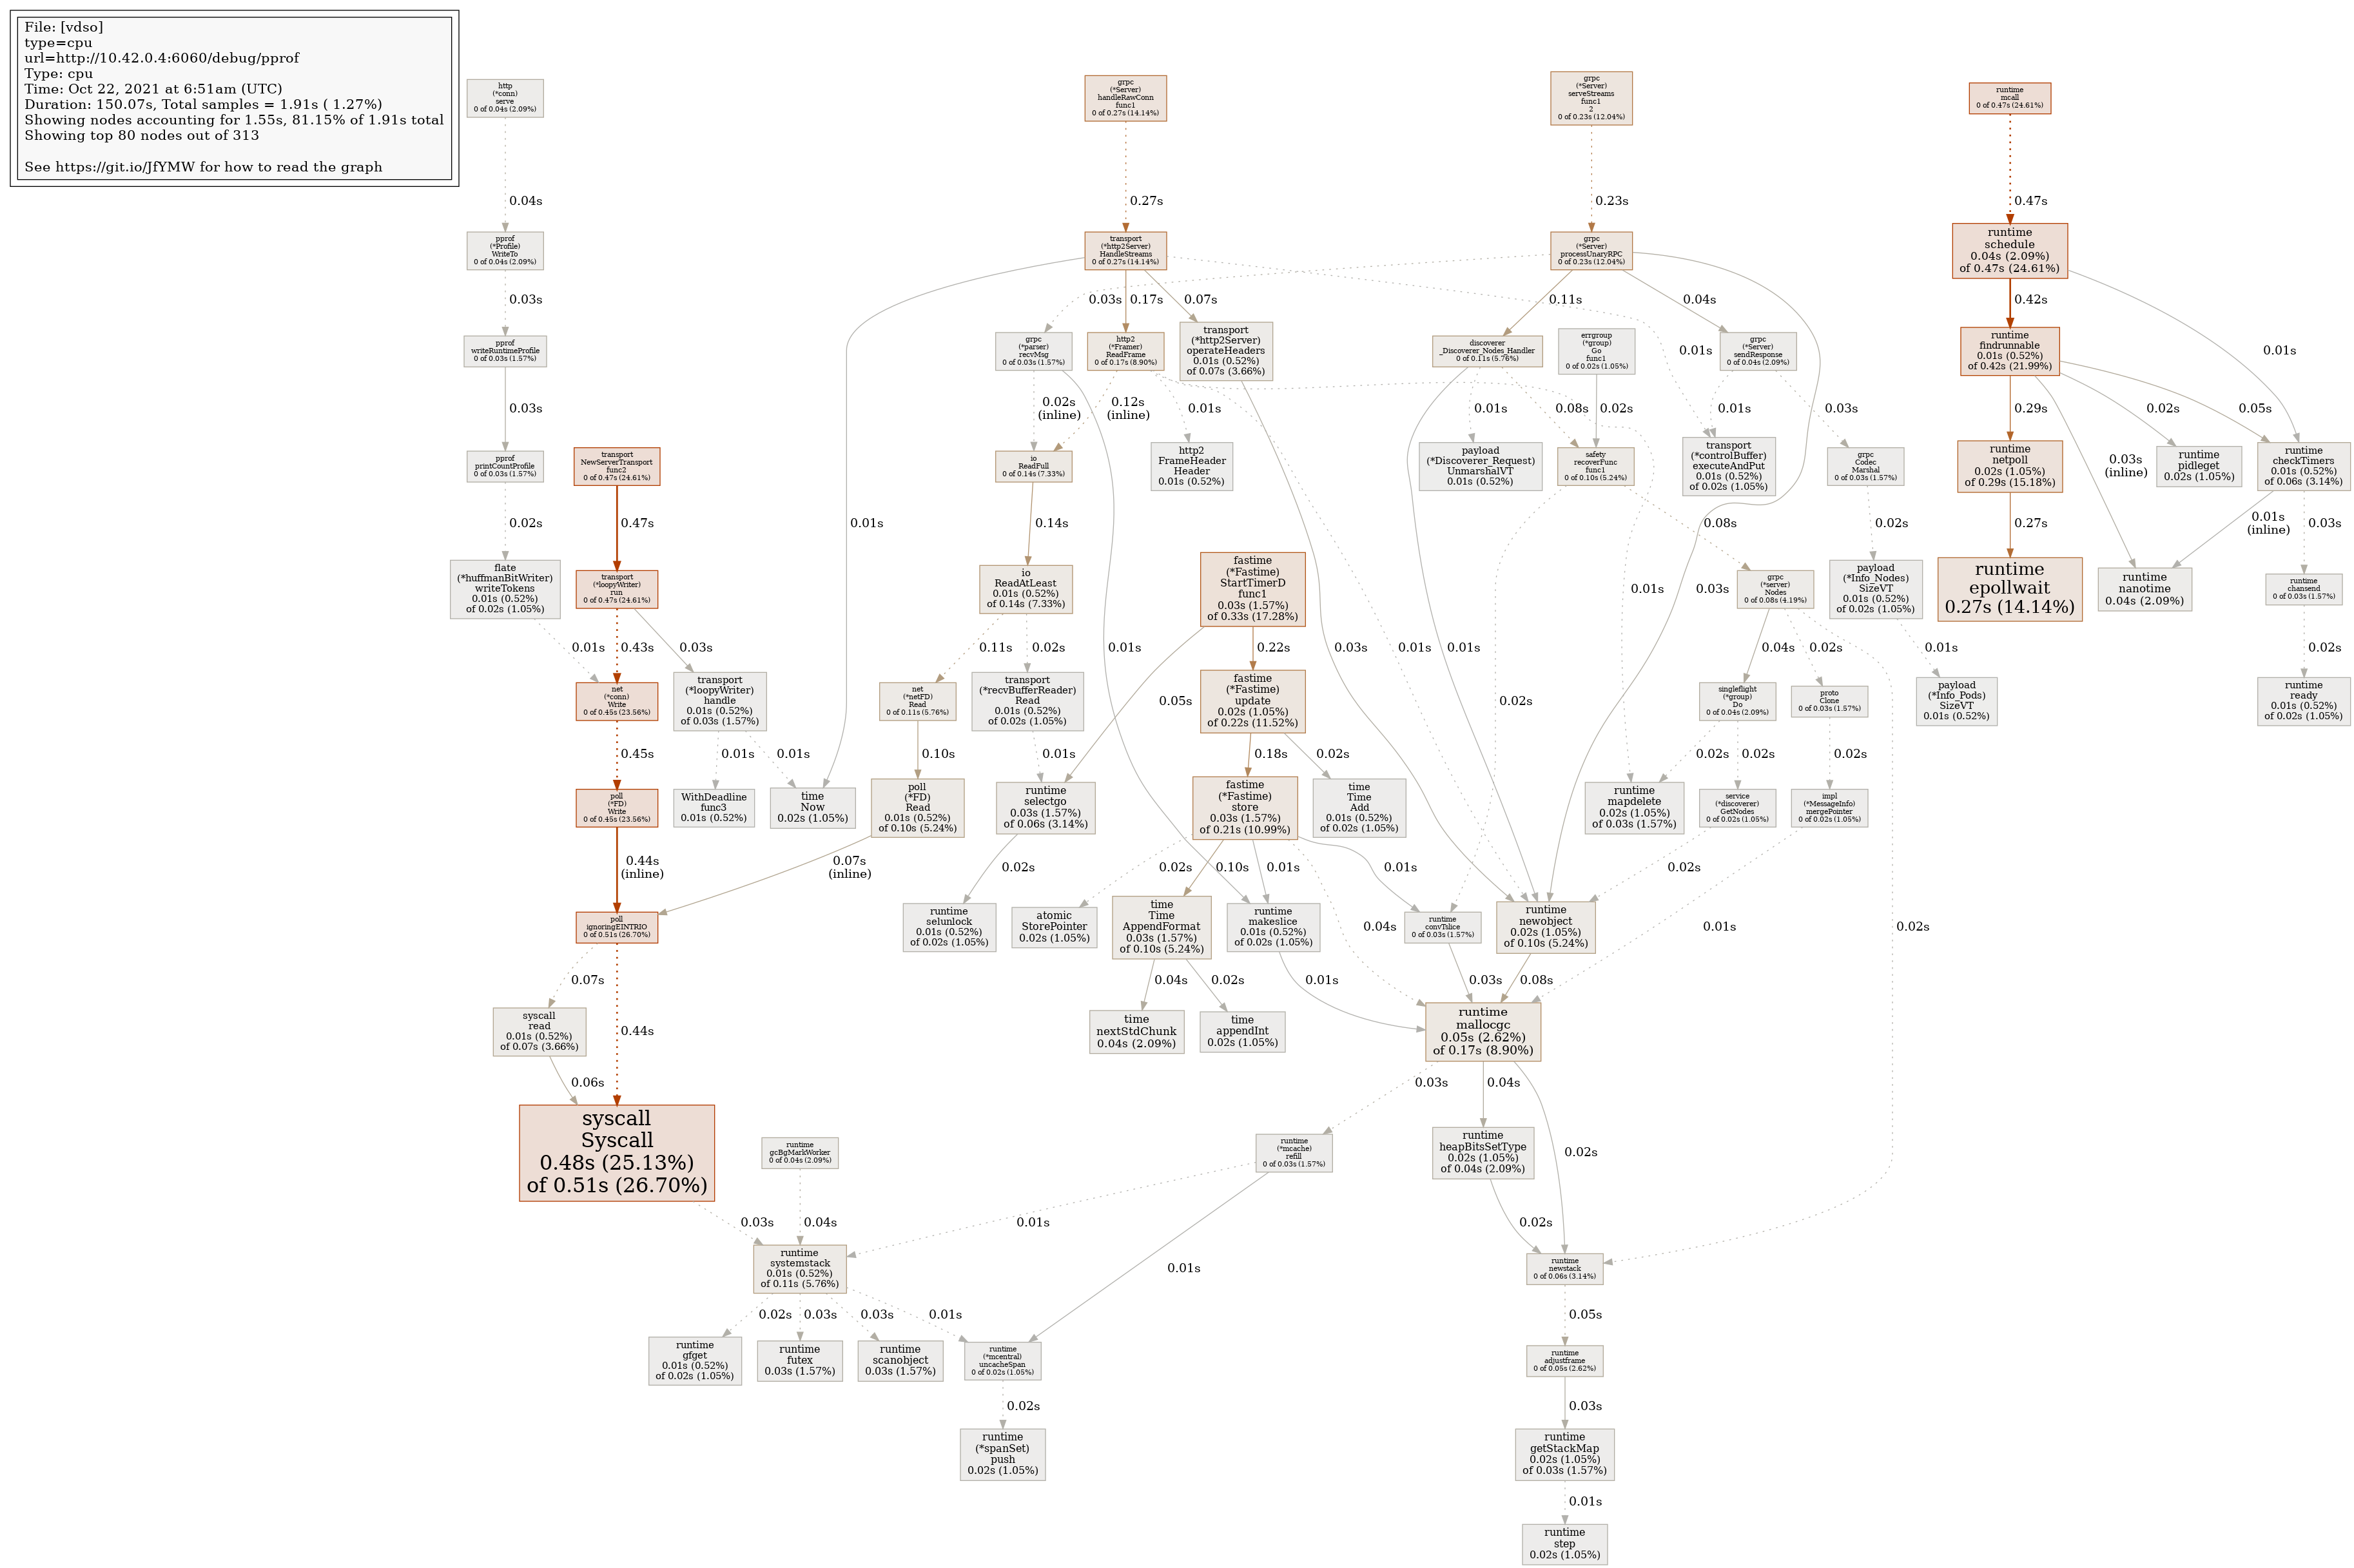 File: [vdso]
type=cpu
url=http://10.42.0.4:6060/debug/pprof
Type: cpu
Time: Oct 22, 2021 at 6:51am (UTC)
Duration: 150.07s, Total samples = 1.91s ( 1.27%)
Showing nodes accounting for 1.55s, 81.15% of 1.91s total
Showing top 80 nodes out of 313
See https://git.io/JfYMW for how to read the graph
http
(*conn)
serve
0 of 0.04s (2.09%)
grpc
(*Server)
handleRawConn
func1
0 of 0.27s (14.14%)
grpc
(*Server)
serveStreams
func1
2
0 of 0.23s (12.04%)
runtime
mcall
0 of 0.47s (24.61%)
0.04s
0.27s
0.23s
0.47s
pprof
(*Profile)
WriteTo
0 of 0.04s (2.09%)
transport
(*http2Server)
HandleStreams
0 of 0.27s (14.14%)
grpc
(*Server)
processUnaryRPC
0 of 0.23s (12.04%)
runtime
schedule
0.04s (2.09%)
of 0.47s (24.61%)
0.03s
0.03s
0.17s
0.07s
0.11s
0.04s
0.42s
pprof
writeRuntimeProfile
0 of 0.03s (1.57%)
grpc
(*parser)
recvMsg
0 of 0.03s (1.57%)
http2
(*Framer)
ReadFrame
0 of 0.17s (8.90%)
transport
(*http2Server)
operateHeaders
0.01s (0.52%)
of 0.07s (3.66%)
discoverer
_Discoverer_Nodes_Handler
0 of 0.11s (5.76%)
errgroup
(*group)
Go
func1
0 of 0.02s (1.05%)
0.01s
grpc
(*Server)
sendResponse
0 of 0.04s (2.09%)
runtime
findrunnable
0.01s (0.52%)
of 0.42s (21.99%)
0.01s
0.03s
0.02s
(inline)
0.12s
(inline)
0.01s
0.01s
0.08s
0.02s
0.01s
0.03s
0.29s
0.02s
0.05s
pprof
printCountProfile
0 of 0.03s (1.57%)
transport
NewServerTransport
func2
0 of 0.47s (24.61%)
io
ReadFull
0 of 0.14s (7.33%)
http2
FrameHeader
Header
0.01s (0.52%)
payload
(*Discoverer_Request)
UnmarshalVT
0.01s (0.52%)
safety
recoverFunc
func1
0 of 0.10s (5.24%)
transport
(*controlBuffer)
executeAndPut
0.01s (0.52%)
of 0.02s (1.05%)
grpc
Codec
Marshal
0 of 0.03s (1.57%)
runtime
netpoll
0.02s (1.05%)
of 0.29s (15.18%)
0.03s
(inline)
runtime
pidleget
0.02s (1.05%)
runtime
checkTimers
0.01s (0.52%)
of 0.06s (3.14%)
0.02s
0.47s
0.01s
0.14s
0.08s
0.02s
0.27s
0.01s
(inline)
0.03s
flate
(*huffmanBitWriter)
writeTokens
0.01s (0.52%)
of 0.02s (1.05%)
transport
(*loopyWriter)
run
0 of 0.47s (24.61%)
io
ReadAtLeast
0.01s (0.52%)
of 0.14s (7.33%)
fastime
(*Fastime)
StartTimerD
func1
0.03s (1.57%)
of 0.33s (17.28%)
0.01s
0.03s
grpc
(*server)
Nodes
0 of 0.08s (4.19%)
payload
(*Info_Nodes)
SizeVT
0.01s (0.52%)
of 0.02s (1.05%)
runtime
epollwait
0.27s (14.14%)
runtime
nanotime
0.04s (2.09%)
runtime
chansend
0 of 0.03s (1.57%)
0.01s
0.43s
0.03s
0.11s
0.02s
0.01s
0.22s
0.03s
0.01s
0.01s
0.04s
0.02s
0.01s
0.02s
net
(*conn)
Write
0 of 0.45s (23.56%)
transport
(*loopyWriter)
handle
0.01s (0.52%)
of 0.03s (1.57%)
net
(*netFD)
Read
0 of 0.11s (5.76%)
transport
(*recvBufferReader)
Read
0.01s (0.52%)
of 0.02s (1.05%)
0.05s
fastime
(*Fastime)
update
0.02s (1.05%)
of 0.22s (11.52%)
0.02s
singleflight
(*group)
Do
0 of 0.04s (2.09%)
proto
Clone
0 of 0.03s (1.57%)
payload
(*Info_Pods)
SizeVT
0.01s (0.52%)
runtime
ready
0.01s (0.52%)
of 0.02s (1.05%)
0.45s
0.01s
0.01s
0.10s
0.01s
0.18s
0.02s
0.02s
0.02s
0.02s
poll
(*FD)
Write
0 of 0.45s (23.56%)
WithDeadline
func3
0.01s (0.52%)
time
Now
0.02s (1.05%)
poll
(*FD)
Read
0.01s (0.52%)
of 0.10s (5.24%)
runtime
selectgo
0.03s (1.57%)
of 0.06s (3.14%)
fastime
(*Fastime)
store
0.03s (1.57%)
of 0.21s (10.99%)
time
Time
Add
0.01s (0.52%)
of 0.02s (1.05%)
runtime
mapdelete
0.02s (1.05%)
of 0.03s (1.57%)
service
(*discoverer)
GetNodes
0 of 0.02s (1.05%)
impl
(*MessageInfo)
mergePointer
0 of 0.02s (1.05%)
0.44s
(inline)
0.07s
(inline)
0.02s
0.02s
0.10s
0.01s
0.01s
0.02s
poll
ignoringEINTRIO
0 of 0.51s (26.70%)
runtime
selunlock
0.01s (0.52%)
of 0.02s (1.05%)
atomic
StorePointer
0.02s (1.05%)
time
Time
AppendFormat
0.03s (1.57%)
of 0.10s (5.24%)
runtime
makeslice
0.01s (0.52%)
of 0.02s (1.05%)
0.04s
runtime
convTslice
0 of 0.03s (1.57%)
runtime
newobject
0.02s (1.05%)
of 0.10s (5.24%)
0.01s
0.02s
0.07s
0.44s
0.04s
0.02s
0.01s
0.03s
0.08s
syscall
read
0.01s (0.52%)
of 0.07s (3.66%)
time
nextStdChunk
0.04s (2.09%)
time
appendInt
0.02s (1.05%)
runtime
mallocgc
0.05s (2.62%)
of 0.17s (8.90%)
0.06s
0.03s
0.04s
0.02s
syscall
Syscall
0.48s (25.13%)
of 0.51s (26.70%)
runtime
gcBgMarkWorker
0 of 0.04s (2.09%)
runtime
(*mcache)
refill
0 of 0.03s (1.57%)
runtime
heapBitsSetType
0.02s (1.05%)
of 0.04s (2.09%)
0.03s
0.04s
0.01s
0.01s
0.02s
runtime
systemstack
0.01s (0.52%)
of 0.11s (5.76%)
runtime
newstack
0 of 0.06s (3.14%)
0.02s
0.03s
0.03s
0.01s
0.05s
runtime
gfget
0.01s (0.52%)
of 0.02s (1.05%)
runtime
futex
0.03s (1.57%)
runtime
scanobject
0.03s (1.57%)
runtime
(*mcentral)
uncacheSpan
0 of 0.02s (1.05%)
runtime
adjustframe
0 of 0.05s (2.62%)
0.02s
0.03s
runtime
(*spanSet)
push
0.02s (1.05%)
runtime
getStackMap
0.02s (1.05%)
of 0.03s (1.57%)
0.01s
runtime
step
0.02s (1.05%)